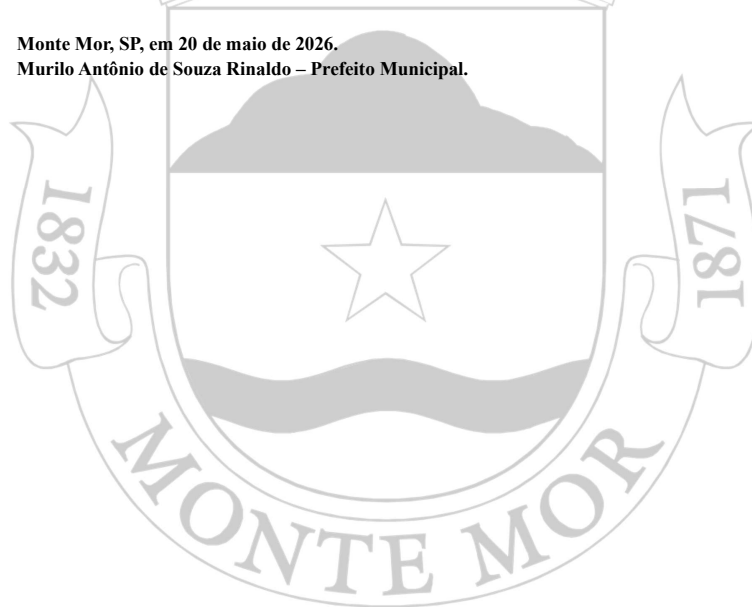 Monte Mor, SP, em 20 de maio de 2026.
Murilo Antônio de Souza Rinaldo – Prefeito Municipal.
1832
1871
MONTE MOR